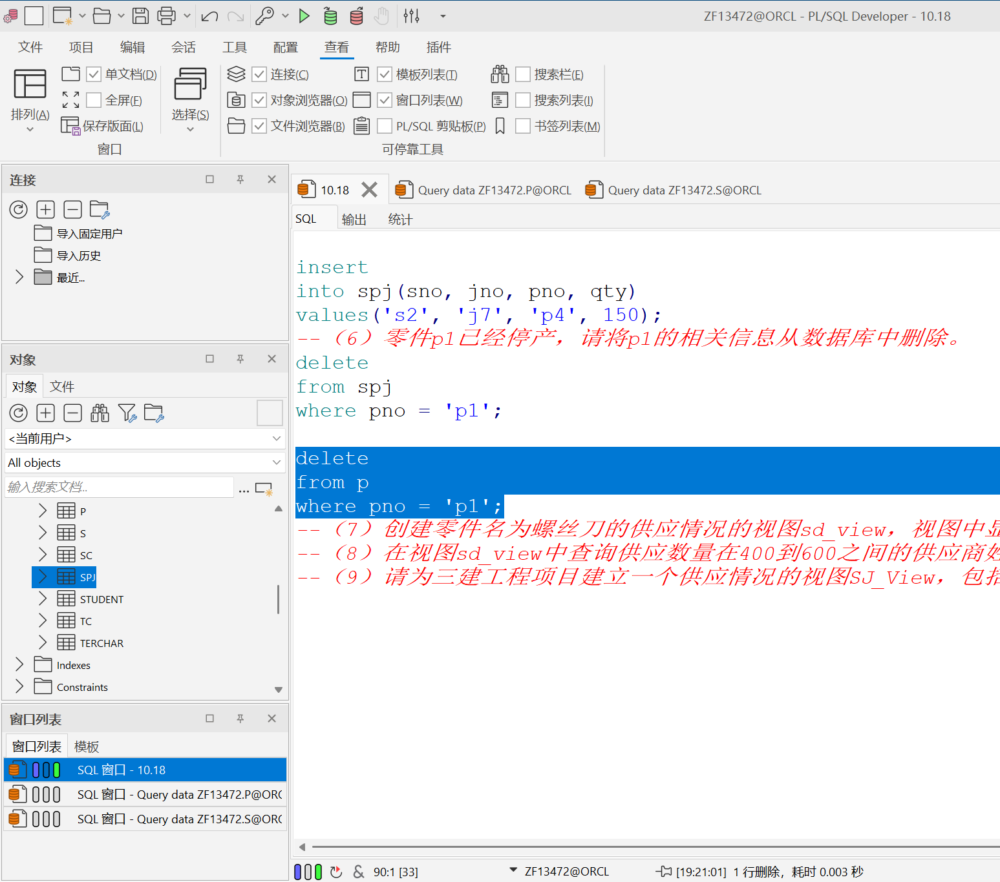 ZF13472@ORCL - PL/SQL Developer - 10.18
文件 项目 编辑 会话 工具 配置 查看 帮助 插件
排列(A)
单文档(D)
全屏(F)
保存版面(L)
选择(S)
窗口
连接(C)
对象浏览器(O)
文件浏览器(B)
模板列表(T)
窗口列表(W)
PL/SQL 剪贴板(P)
搜索栏(E)
搜索列表(I)
书签列表(M)
可停靠工具
连接
导入固定用户
导入历史
最近...
对象
对象 文件
<当前用户>
All objects
输入搜索文档...
P
S
SC
SPJ
STUDENT
TC
TERCHAR
Indexes
Constraints
窗口列表
窗口列表 模板
SQL 窗口 - 10.18
SQL 窗口 - Query data ZF13472.P@ORC
SQL 窗口 - Query data ZF13472.S@ORC
10.18 Query data ZF13472.P@ORCL Query data ZF13472.S@ORCL
SQL 输出 统计
insert
into spj(sno, jno, pno, qty)
values('s2', 'j7', 'p4', 150);
--（6）零件p1已经停产，请将p1的相关信息从数据库中删除。
delete
from spj
where pno = 'p1';
delete
from p
where pno = 'p1';
--（7）创建零件名为螺丝刀的供应情况的视图sd_view，视图中显
--（8）在视图sd_view中查询供应数量在400到600之间的供应商姓
--（9）请为三建工程项目建立一个供应情况的视图SJ_View，包括
& 90:1 [33] ZF13472@ORCL [19:21:01] 1 行删除，耗时 0.003 秒